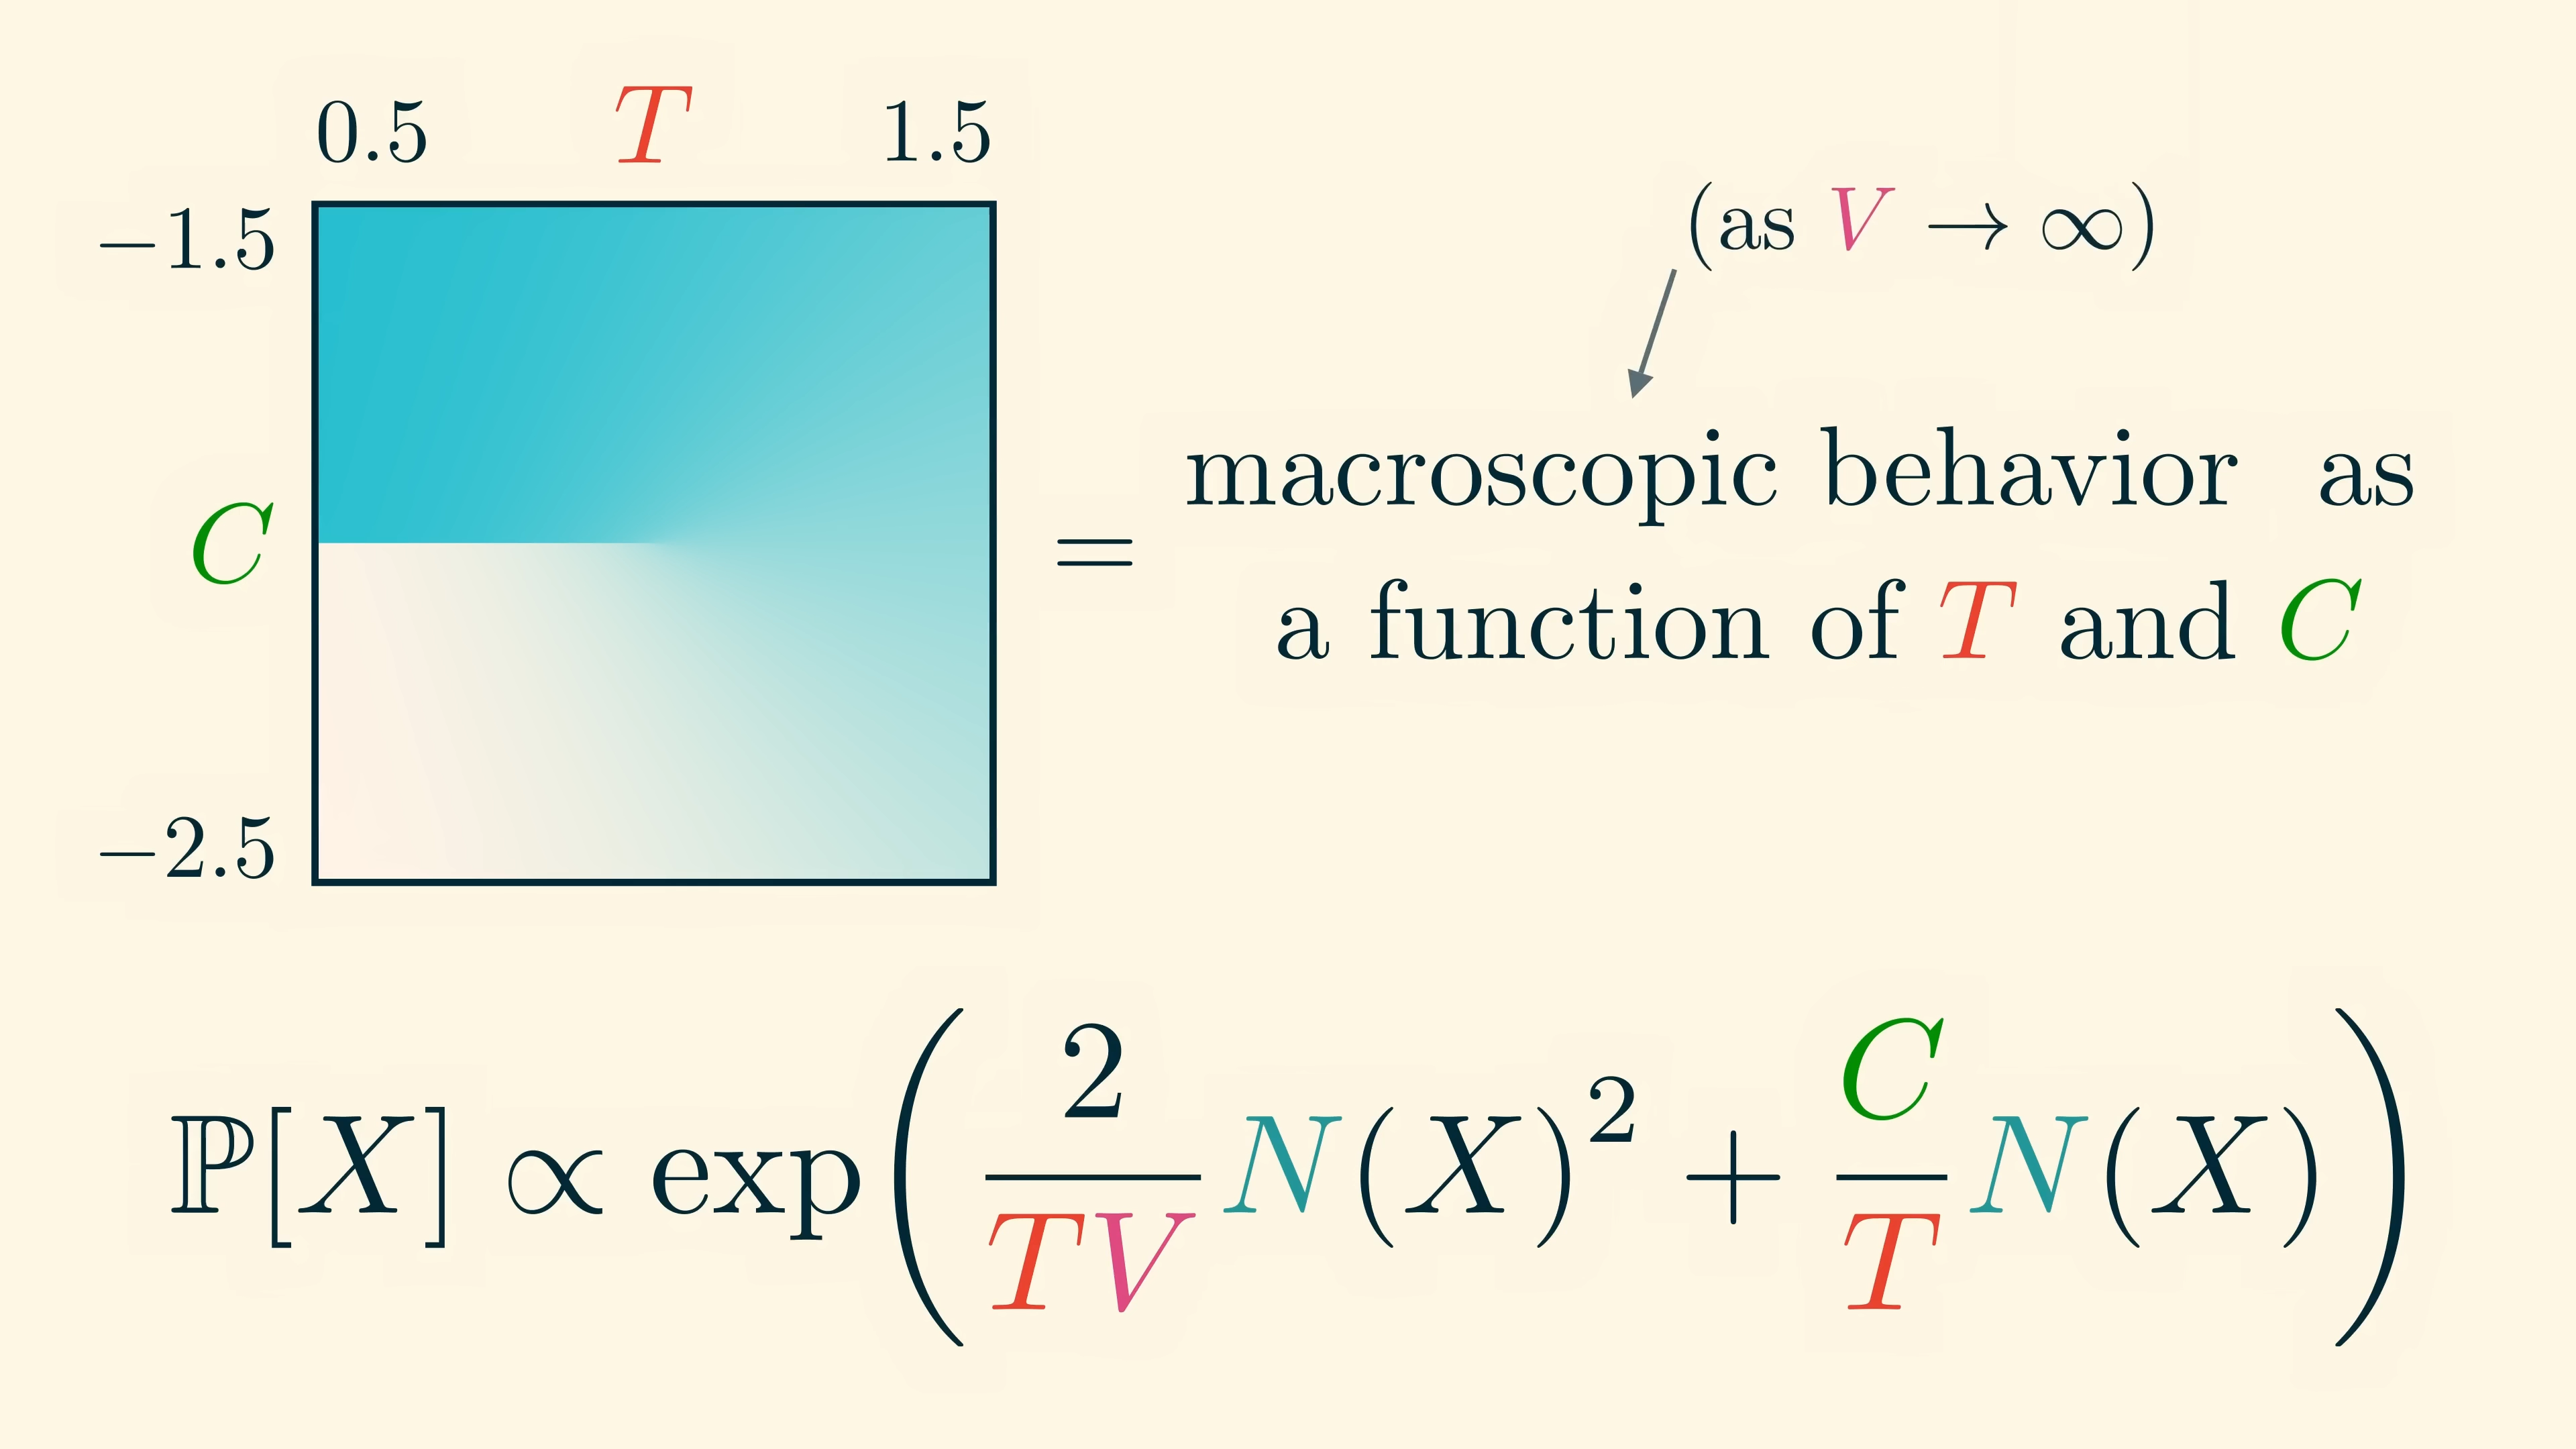 0.5 T 1.5
−1.5
C
−2.5
(as V → ∞)
= macroscopic behavior as
a function of T and C
ℙ[X] ∝ exp(2/(TV) N(X)² + C/T N(X))